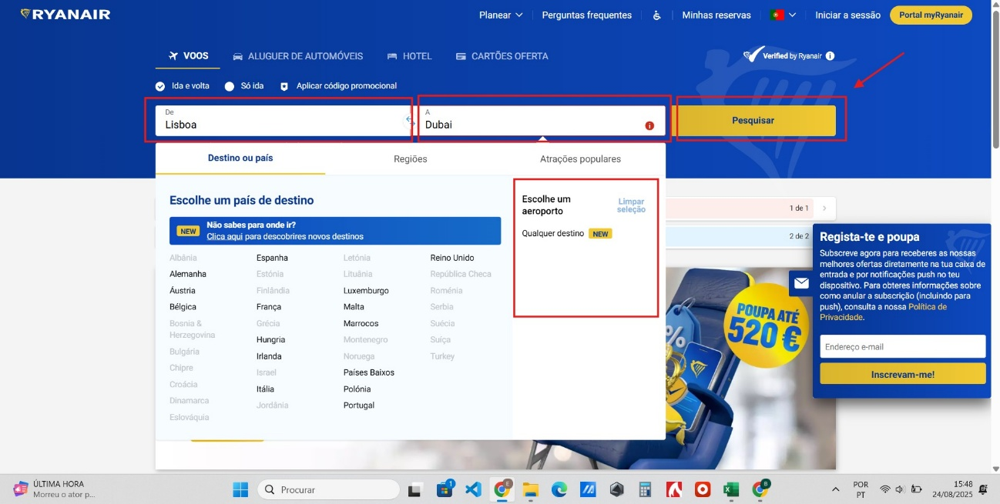 RYANAIR
Planear
Perguntas frequentes
Minhas reservas
Iniciar a sessão
Portal myRyanair
VOOS
ALUGUER DE AUTOMÓVEIS
HOTEL
CARTÕES OFERTA
Verified by Ryanair
Ida e volta
Só ida
Aplicar código promocional
De
Lisboa
A
Dubai
Pesquisar
Destino ou país
Regiões
Atrações populares
Escolhe um país de destino
NEW
Não sabes para onde ir?
Clica aqui para descobrires novos destinos
Albânia
Alemanha
Áustria
Bélgica
Bosnia &
Herzegovina
Bulgária
Chipre
Croácia
Dinamarca
Eslováquia
Espanha
Estónia
Finlândia
França
Grécia
Hungria
Irlanda
Israel
Itália
Jordânia
Letónia
Lituânia
Luxemburgo
Malta
Marrocos
Montenegro
Noruega
Países Baixos
Polónia
Portugal
Reino Unido
República Checa
Roménia
Serbia
Suécia
Suíça
Turkey
Escolhe um
aeroporto
Limpar
seleção
Qualquer destino NEW
1 de 1
2 de 2
Regista-te e poupa
Subscreve agora para receberes as nossas
melhores ofertas diretamente na tua caixa de
entrada e por notificações push no teu
dispositivo. Para obteres informações sobre
como anular a subscrição (incluindo para
push), consulta a nossa Política de
Privacidade.
Endereço e-mail
Inscrevam-me!
POUPA ATÉ
520 €
%
ÚLTIMA HORA
Morreu o ator p...
Procurar
1
E
8
POR
PT
15:48
24/08/2025